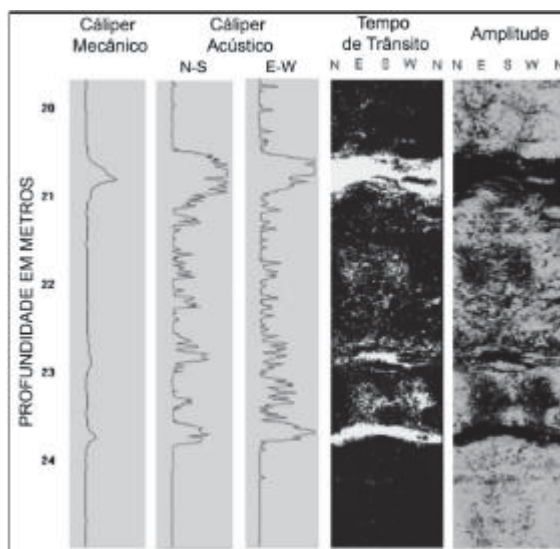 Cáliper
Mecânico
Cáliper
Acústico
N-S
E-W
Tempo
de Trânsito
N E S W N
Amplitude
N E S W N
PROFUNDIDADE EM METROS
20
21
22
23
24